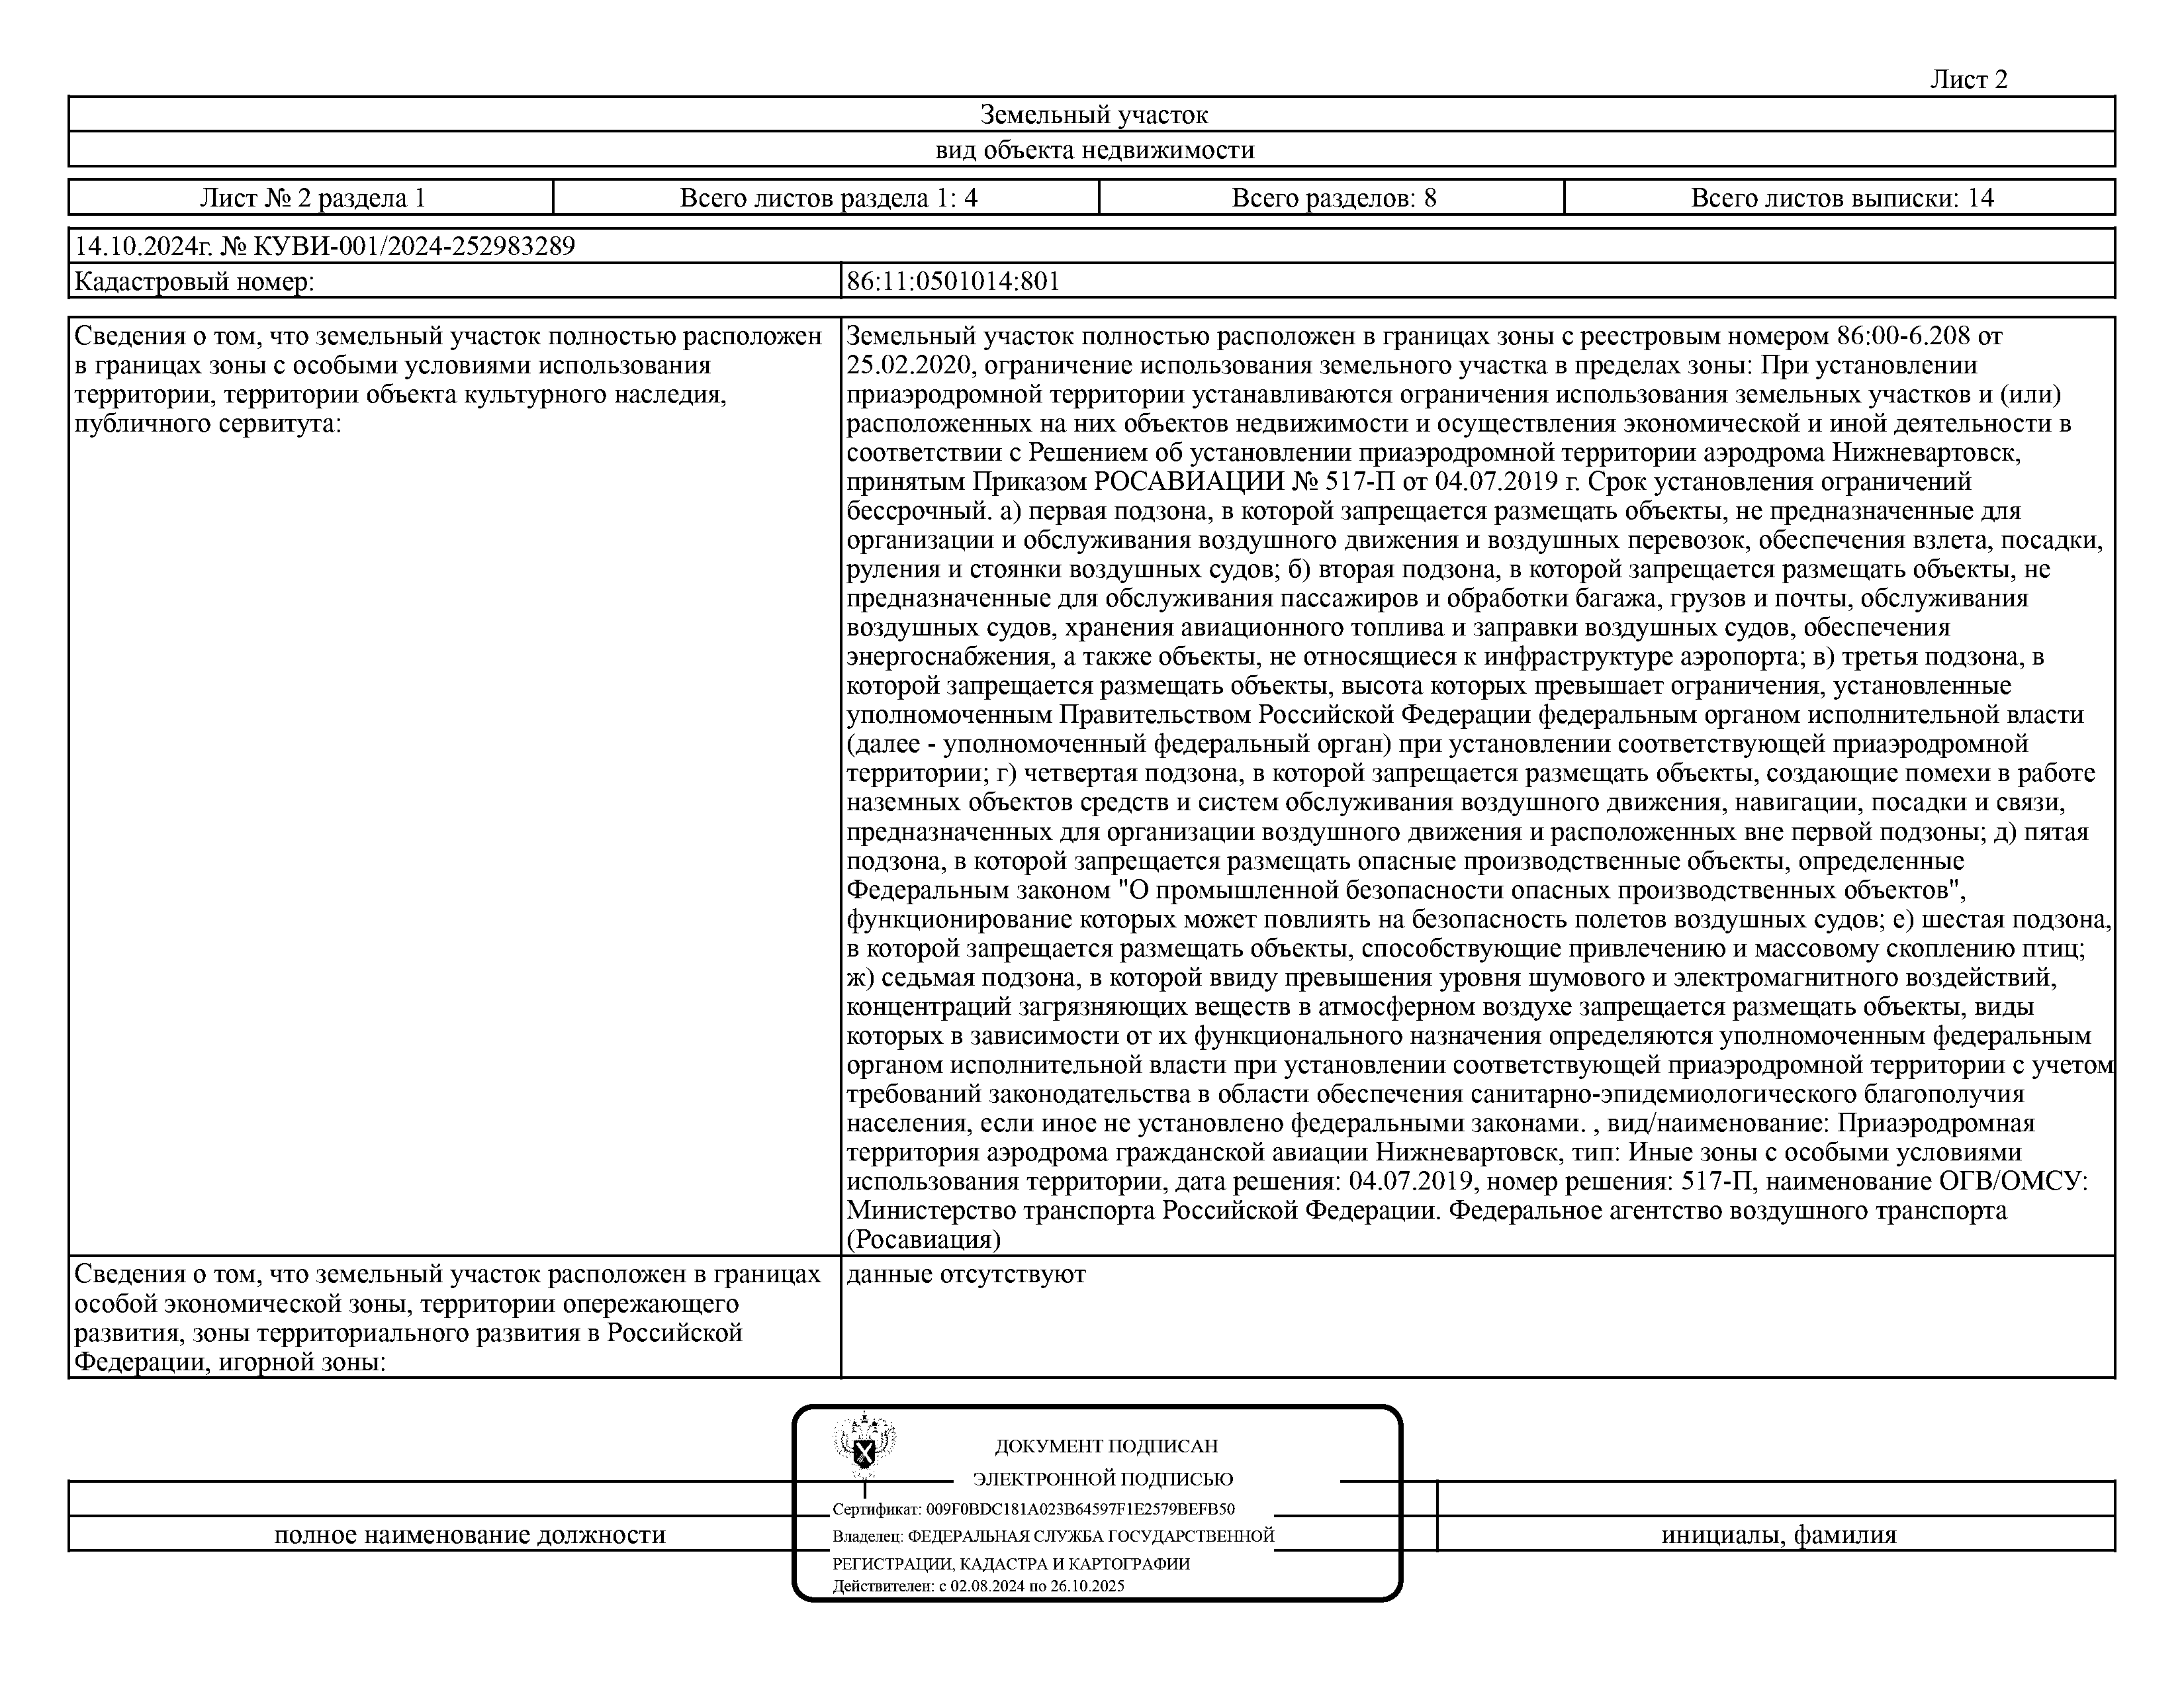 Лист 2
Земельный участок
вид объекта недвижимости
Лист № 2 раздела 1
Всего листов раздела 1: 4
Всего разделов: 8
Всего листов выписки: 14
14.10.2024г. № КУВИ-001/2024-252983289
Кадастровый номер:
86:11:0501014:801
Сведения о том, что земельный участок полностью расположен
в границах зоны с особыми условиями использования
территории, территории объекта культурного наследия,
публичного сервитута:
Земельный участок полностью расположен в границах зоны с реестровым номером 86:00-6.208 от
25.02.2020, ограничение использования земельного участка в пределах зоны: При установлении
приаэродромной территории устанавливаются ограничения использования земельных участков и (или)
расположенных на них объектов недвижимости и осуществления экономической и иной деятельности в
соответствии с Решением об установлении приаэродромной территории аэродрома Нижневартовск,
принятым Приказом РОСАВИАЦИИ № 517-П от 04.07.2019 г. Срок установления ограничений
бессрочный. а) первая подзона, в которой запрещается размещать объекты, не предназначенные для
организации и обслуживания воздушного движения и воздушных перевозок, обеспечения взлета, посадки,
руления и стоянки воздушных судов; б) вторая подзона, в которой запрещается размещать объекты, не
предназначенные для обслуживания пассажиров и обработки багажа, грузов и почты, обслуживания
воздушных судов, хранения авиационного топлива и заправки воздушных судов, обеспечения
энергоснабжения, а также объекты, не относящиеся к инфраструктуре аэропорта; в) третья подзона, в
которой запрещается размещать объекты, высота которых превышает ограничения, установленные
уполномоченным Правительством Российской Федерации федеральным органом исполнительной власти
(далее - уполномоченный федеральный орган) при установлении соответствующей приаэродромной
территории; г) четвертая подзона, в которой запрещается размещать объекты, создающие помехи в работе
наземных объектов средств и систем обслуживания воздушного движения, навигации, посадки и связи,
предназначенных для организации воздушного движения и расположенных вне первой подзоны; д) пятая
подзона, в которой запрещается размещать опасные производственные объекты, определенные
Федеральным законом "О промышленной безопасности опасных производственных объектов",
функционирование которых может повлиять на безопасность полетов воздушных судов; е) шестая подзона,
в которой запрещается размещать объекты, способствующие привлечению и массовому скоплению птиц;
ж) седьмая подзона, в которой ввиду превышения уровня шумового и электромагнитного воздействий,
концентраций загрязняющих веществ в атмосферном воздухе запрещается размещать объекты, виды
которых в зависимости от их функционального назначения определяются уполномоченным федеральным
органом исполнительной власти при установлении соответствующей приаэродромной территории с учетом
требований законодательства в области обеспечения санитарно-эпидемиологического благополучия
населения, если иное не установлено федеральными законами. , вид/наименование: Приаэродромная
территория аэродрома гражданской авиации Нижневартовск, тип: Иные зоны с особыми условиями
использования территории, дата решения: 04.07.2019, номер решения: 517-П, наименование ОГВ/ОМСУ:
Министерство транспорта Российской Федерации. Федеральное агентство воздушного транспорта
(Росавиация)
Сведения о том, что земельный участок расположен в границах
особой экономической зоны, территории опережающего
развития, зоны территориального развития в Российской
Федерации, игорной зоны:
данные отсутствуют
ДОКУМЕНТ ПОДПИСАН
ЭЛЕКТРОННОЙ ПОДПИСЬЮ
Сертификат: 009F0BDC181A023B64597F1E2579BEFB50
Владелец: ФЕДЕРАЛЬНАЯ СЛУЖБА ГОСУДАРСТВЕННОЙ
РЕГИСТРАЦИИ, КАДАСТРА И КАРТОГРАФИИ
Действителен: с 02.08.2024 по 26.10.2025
полное наименование должности
инициалы, фамилия